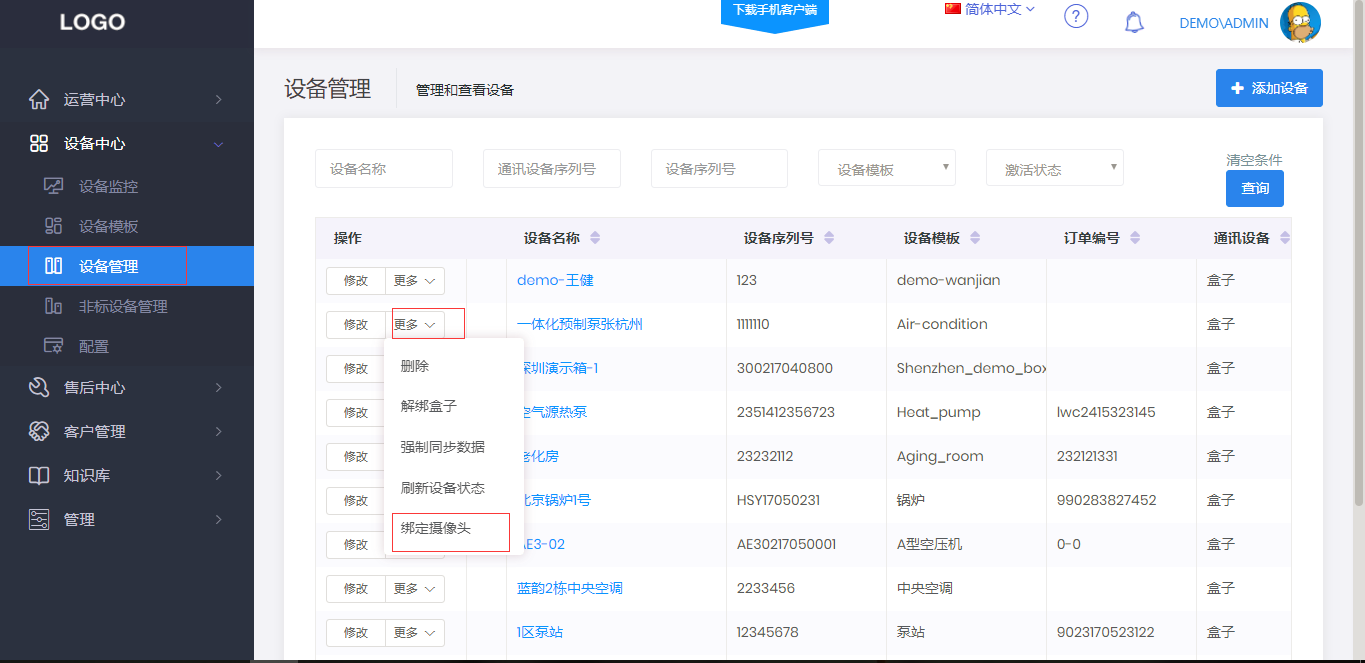 LOGO
下载手机客户端
简体中文
?
DEMO\ADMIN
运营中心
设备中心
设备监控
设备模板
设备管理
非标设备管理
配置
售后中心
客户管理
知识库
管理
设备管理
管理和查看设备
+ 添加设备
设备名称 通讯设备序列号 设备序列号 设备模板 激活状态 清空条件
查询
操作 设备名称 设备序列号 设备模板 订单编号 通讯设备
修改 更多 demo-王健 123 demo-wanjian 盒子
修改 更多 一体化预制泵张杭州 1111110 Air-condition 盒子
修改 深圳演示箱-1 300217040800 Shenzhen_demo_box 盒子
修改 空气源热泵 2351412356723 Heat_pump lwc2415323145 盒子
修改 老化房 23232112 Aging_room 232121331 盒子
修改 北京锅炉1号 HSY17050231 锅炉 990283827452 盒子
修改 AE3-02 AE30217050001 A型空压机 0-0 盒子
修改 更多 蓝韵2栋中央空调 2233456 中央空调 盒子
修改 更多 1区泵站 12345678 泵站 9023170523122 盒子
删除
解绑盒子
强制同步数据
刷新设备状态
绑定摄像头